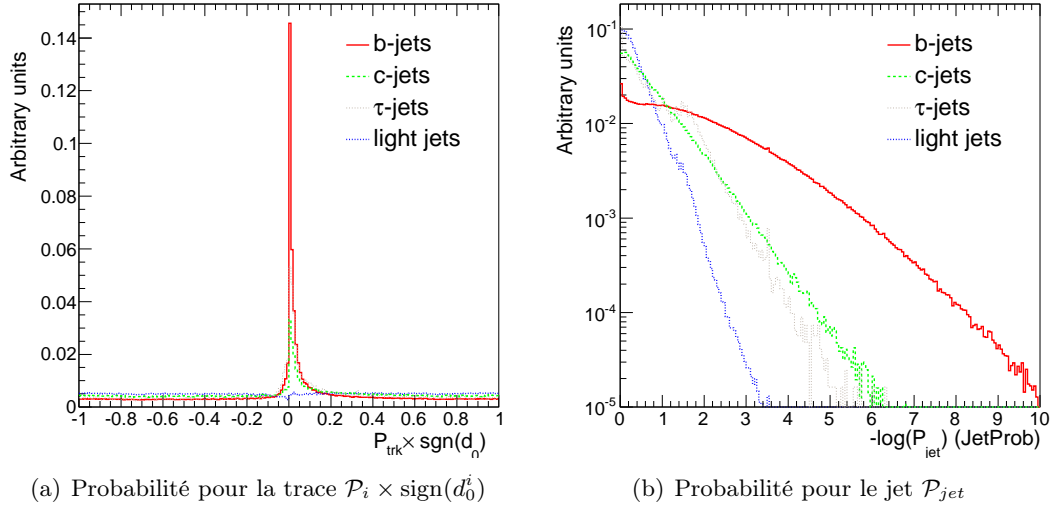 Arbitrary units
0.14
0.12
0.1
0.08
0.06
0.04
0.02
0
-1 -0.8 -0.6 -0.4 -0.2 0 0.2 0.4 0.6 0.8 1
P_trk × sgn(d_0)
b-jets
c-jets
τ-jets
light jets
(a) Probabilité pour la trace 𝒫_i × sign(d_0^i)
Arbitrary units
10^-1
10^-2
10^-3
10^-4
10^-5
0 1 2 3 4 5 6 7 8 9 10
-log(P_jet) (JetProb)
b-jets
c-jets
τ-jets
light jets
(b) Probabilité pour le jet 𝒫_jet